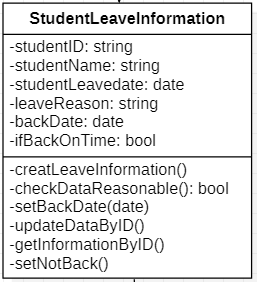 StudentLeaveInformation
-studentID: string
-studentName: string
-studentLeavedate: date
-leaveReason: string
-backDate: date
-ifBackOnTime: bool
-creatLeaveInformation()
-checkDataReasonable(): bool
-setBackDate(date)
-updateDataByID()
-getInformationByID()
-setNotBack()